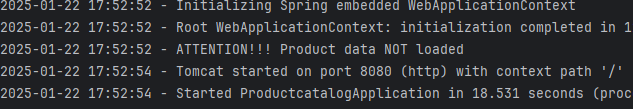 2025-01-22 17:52:52 - Initializing Spring embedded WebApplicationContext
2025-01-22 17:52:52 - Root WebApplicationContext: initialization completed in 1
2025-01-22 17:52:52 - ATTENTION!!! Product data NOT loaded
2025-01-22 17:52:54 - Tomcat started on port 8080 (http) with context path '/'
2025-01-22 17:52:54 - Started ProductcatalogApplication in 18.531 seconds (proc